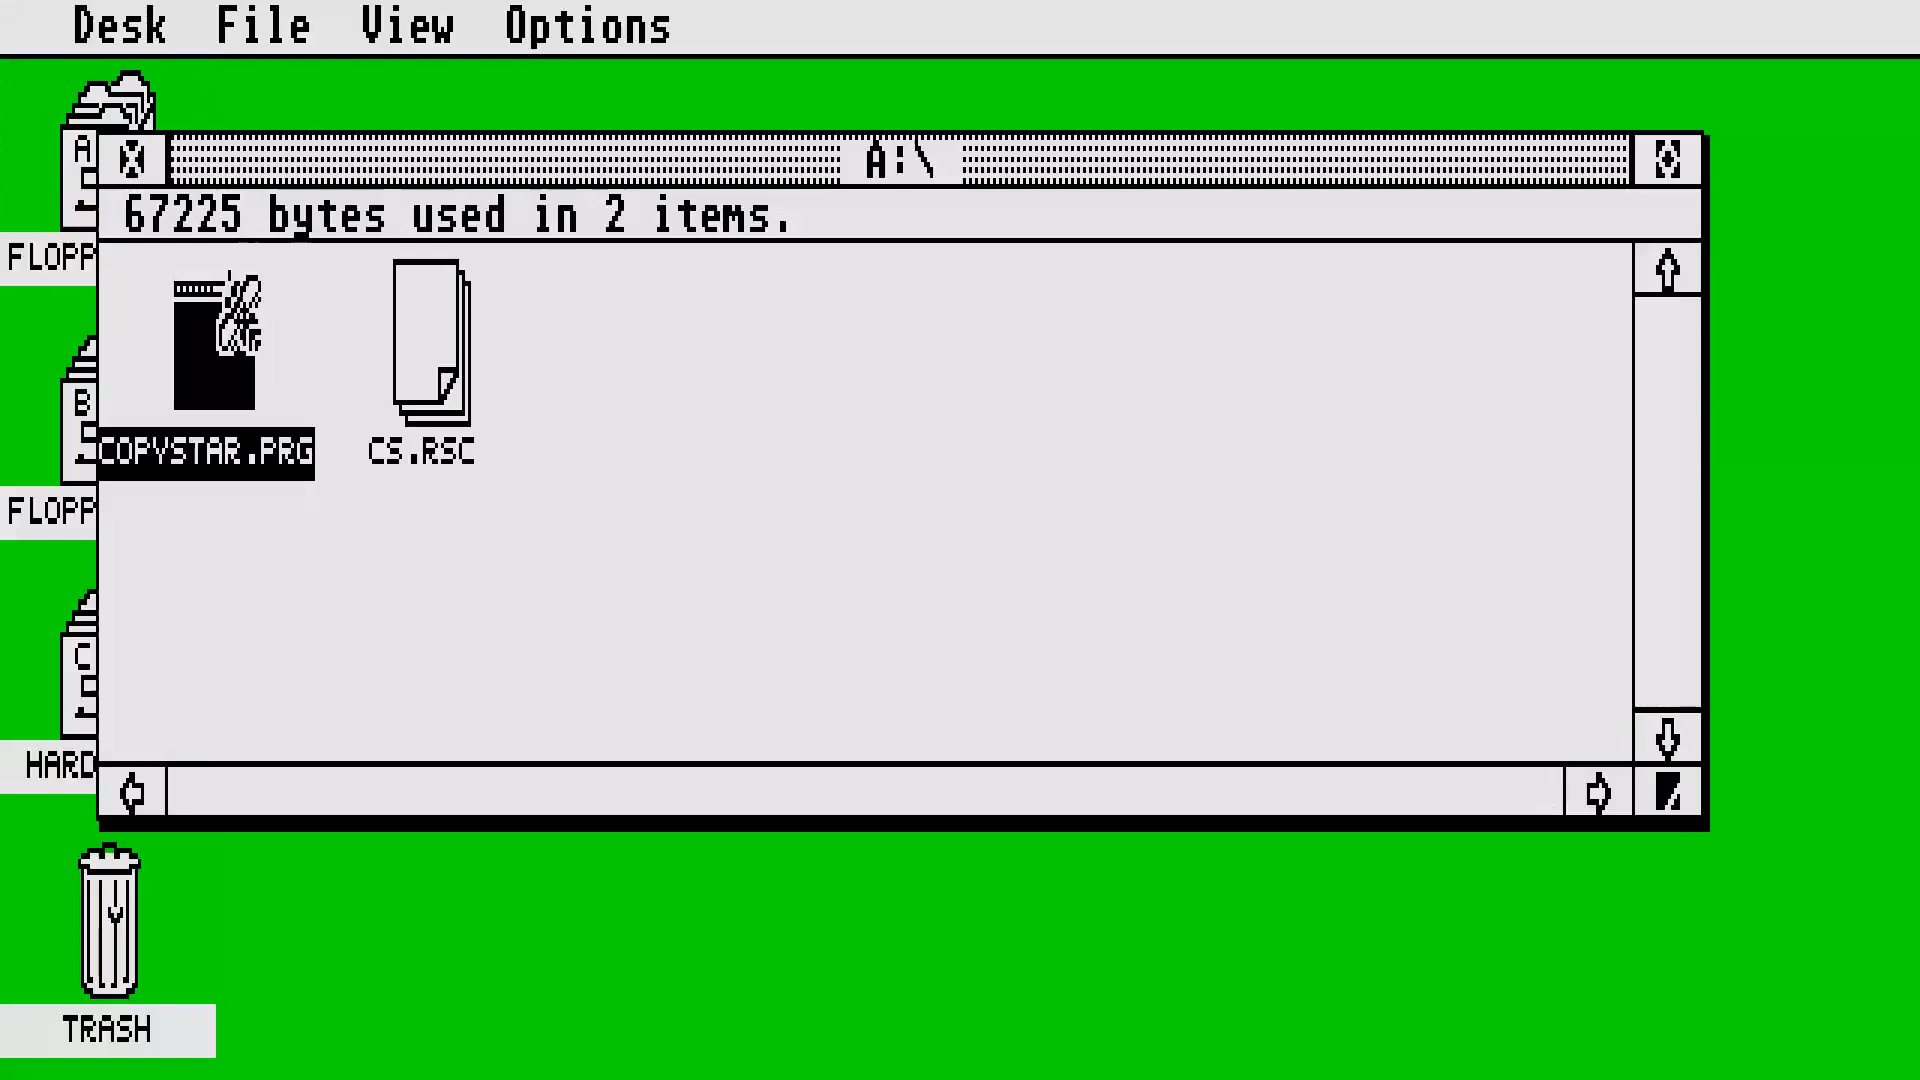 Desk File View Options
A:\
67225 bytes used in 2 items.
A
FLOPP
COPYSTAR.PRG CS.RSC
B
FLOPP
C
HARD
TRASH